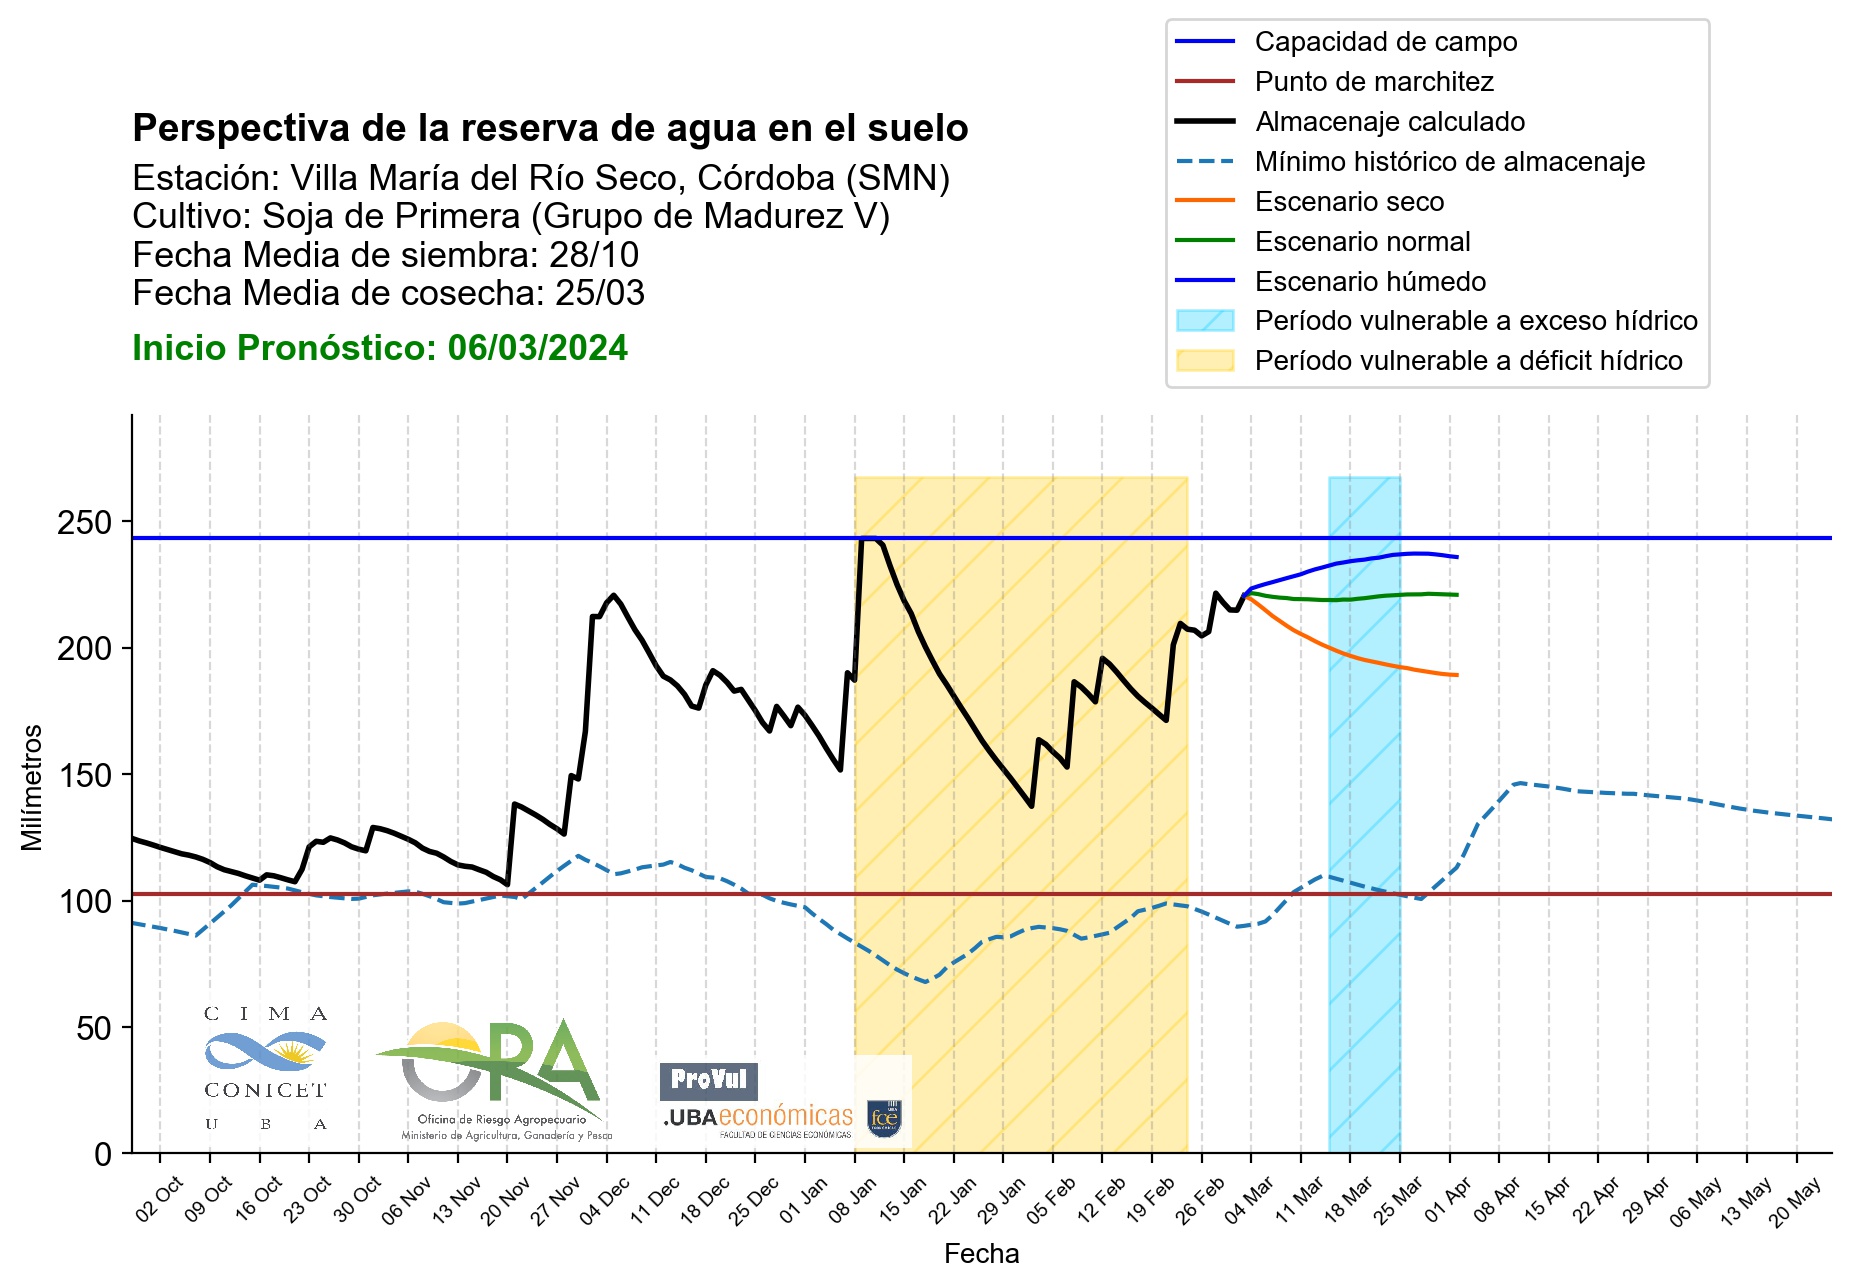 Capacidad de campo
Punto de marchitez
Almacenaje calculado
Mínimo histórico de almacenaje
Escenario seco
Escenario normal
Escenario húmedo
Período vulnerable a exceso hídrico
Período vulnerable a déficit hídrico
Perspectiva de la reserva de agua en el suelo
Estación: Villa María del Río Seco, Córdoba (SMN)
Cultivo: Soja de Primera (Grupo de Madurez V)
Fecha Media de siembra: 28/10
Fecha Media de cosecha: 25/03
Inicio Pronóstico: 06/03/2024
Milímetros
250
200
150
100
50
0
CIMA
CONICET
UBA
ORA
Oficina de Riesgo Agropecuario
Ministerio de Agricultura, Ganadería y Pesca
ProVul
.UBAeconómicas
FACULTAD DE CIENCIAS ECONÓMICAS
fce
02 Oct
09 Oct
16 Oct
23 Oct
30 Oct
06 Nov
13 Nov
20 Nov
27 Nov
04 Dec
11 Dec
18 Dec
25 Dec
01 Jan
08 Jan
15 Jan
22 Jan
29 Jan
05 Feb
12 Feb
19 Feb
26 Feb
04 Mar
11 Mar
18 Mar
25 Mar
01 Apr
08 Apr
15 Apr
22 Apr
29 Apr
06 May
13 May
20 May
Fecha